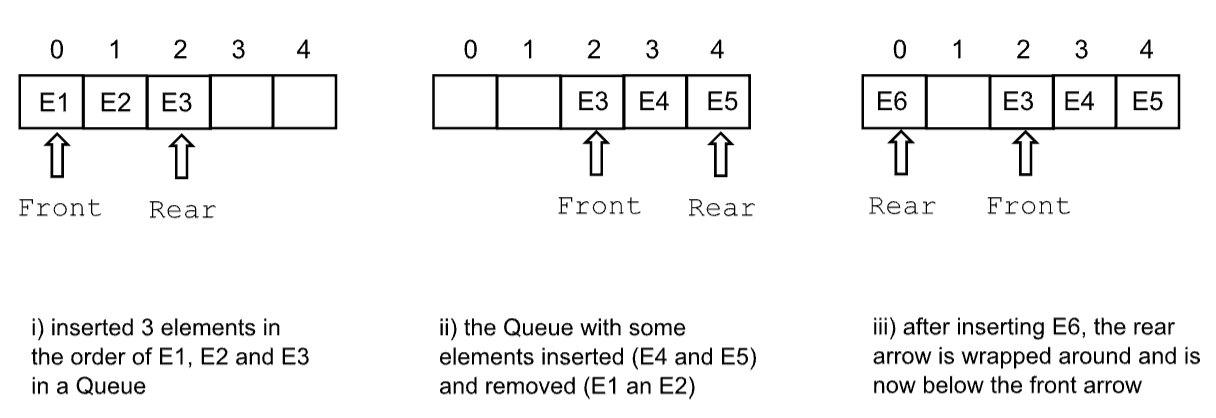 0 1 2 3 4
E1 E2 E3
Front Rear
i) inserted 3 elements in
the order of E1, E2 and E3
in a Queue
0 1 2 3 4
E3 E4 E5
Front Rear
ii) the Queue with some
elements inserted (E4 and E5)
and removed (E1 an E2)
0 1 2 3 4
E6 E3 E4 E5
Rear Front
iii) after inserting E6, the rear
arrow is wrapped around and is
now below the front arrow